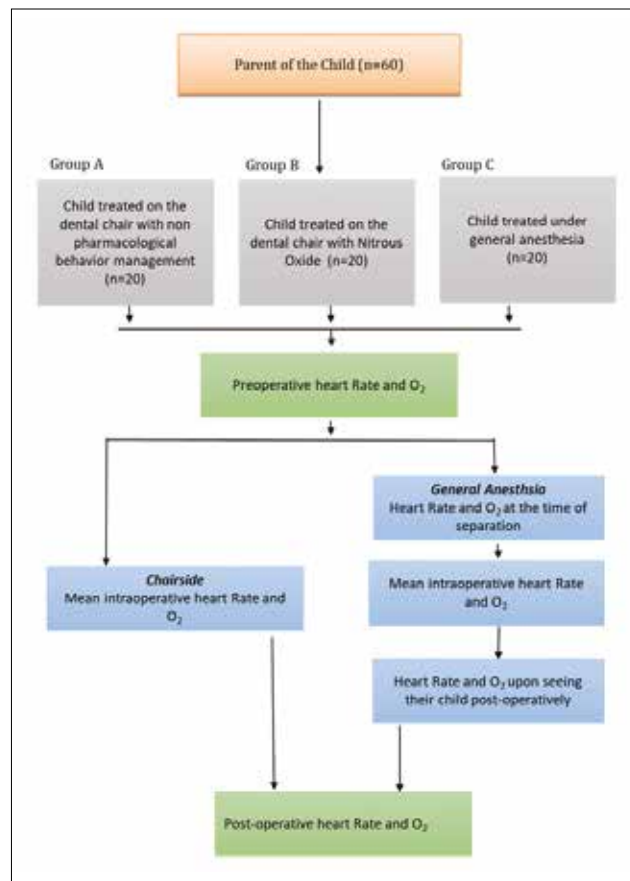 Parent of the Child (n=60)
Group A
Group B
Group C
Child treated on the
dental chair with non
pharmacological
behavior management
(n=20)
Child treated on the
dental chair with Nitrous
Oxide (n=20)
Child treated under
general anesthesia
(n=20)
Preoperative heart Rate and O₂
General Anesthsia
Heart Rate and O₂ at the time of
separation
Chairside
Mean intraoperative heart Rate and
O₂
Mean intraoperative heart Rate
and O₂
Heart Rate and O₂ upon seeing
their child post-operatively
Post-operative heart Rate and O₂